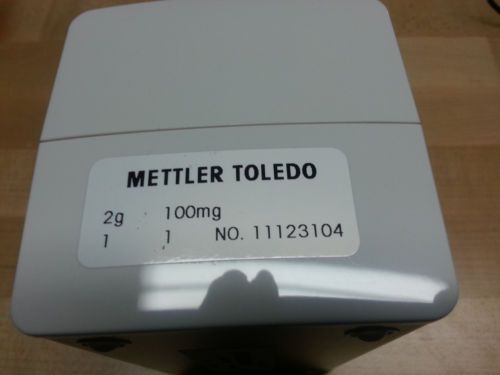 METTLER TOLEDO
2g 100mg
1 1 NO. 11123104